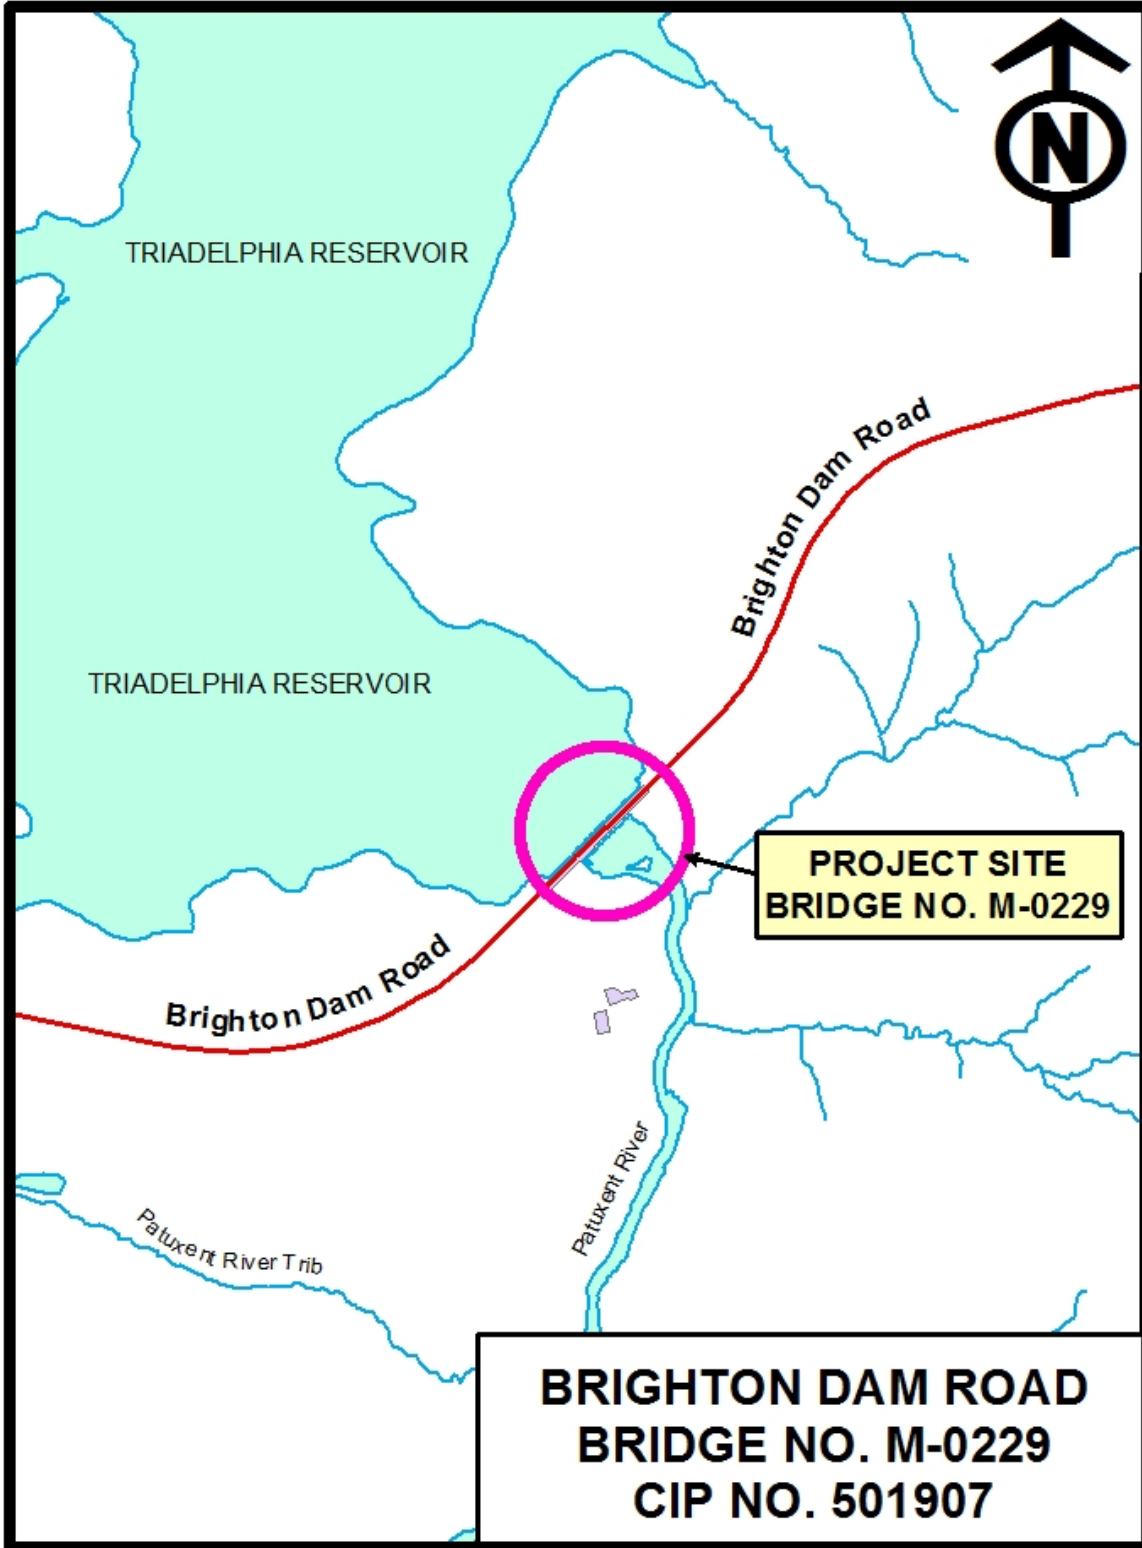 N
TRIADELPHIA RESERVOIR
Brighton Dam Road
TRIADELPHIA RESERVOIR
PROJECT SITE
BRIDGE NO. M-0229
Brighton Dam Road
Patuxent River
Patuxent River Trib
BRIGHTON DAM ROAD
BRIDGE NO. M-0229
CIP NO. 501907